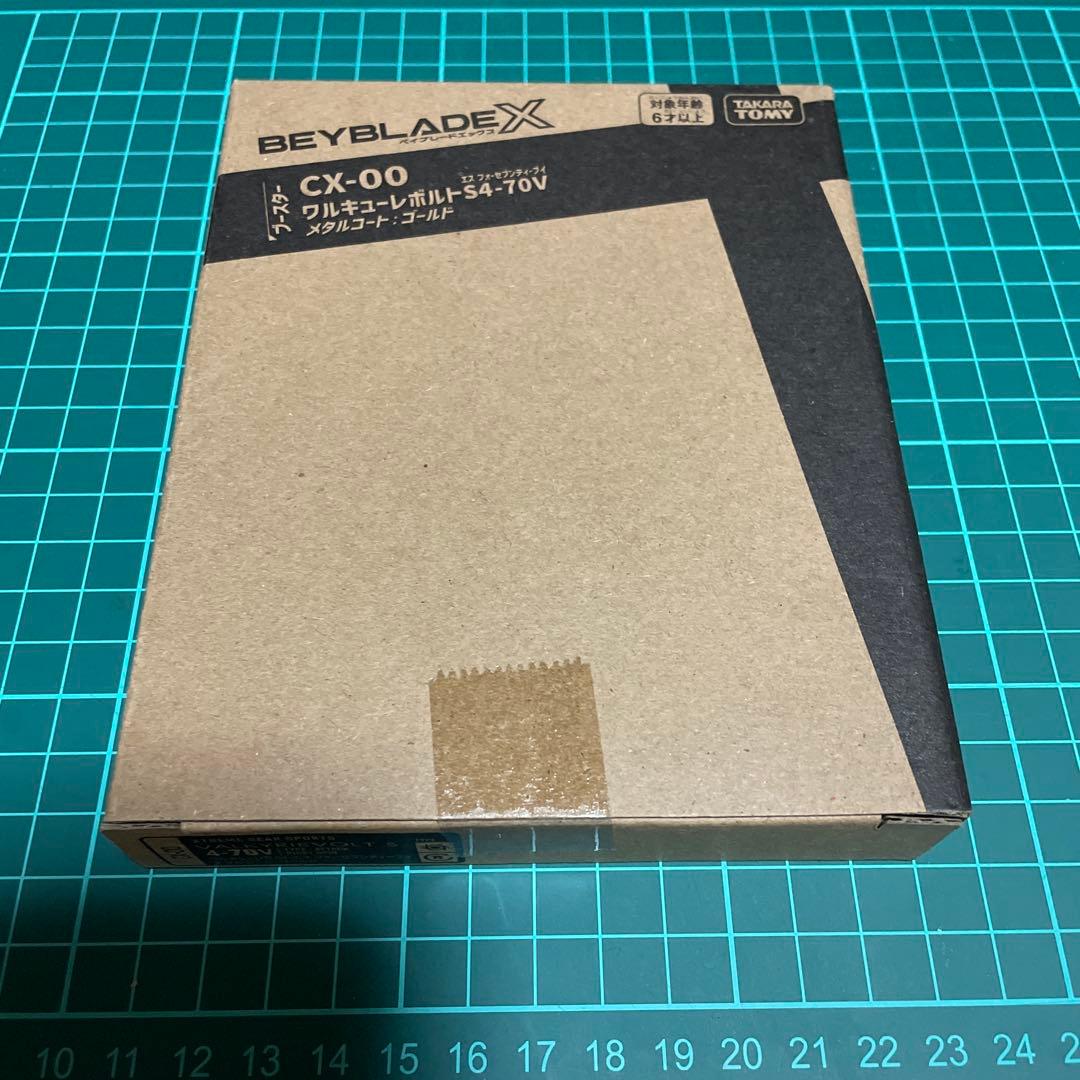 BEYBLADE X
ベイブレードエックス
対象年齢
6才以上
TAKARA
TOMY
ブースター
CX-00
エス フォーセブンティーブイ
ワルキューレボルトS4-70V
メタルコート：ゴールド
4-70V
10 11 12 13 14 15 16 17 18 19 20 21 22 23 24